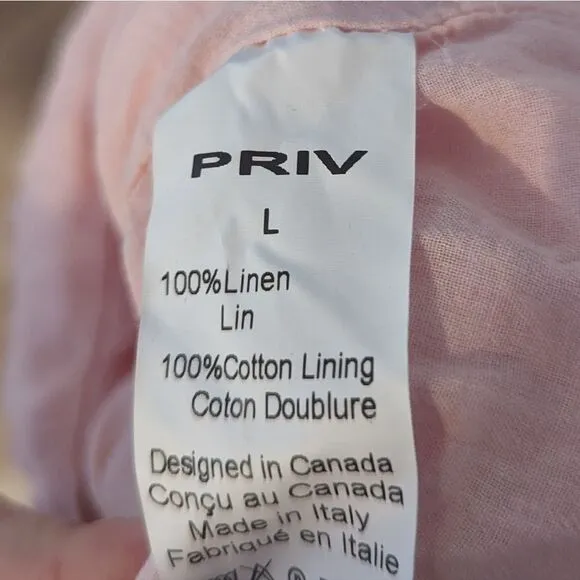 PRIV
L
100%Linen
Lin
100%Cotton Lining
Coton Doublure
Designed in Canada
Conçu au Canada
Made in Italy
Fabriqué en Italie